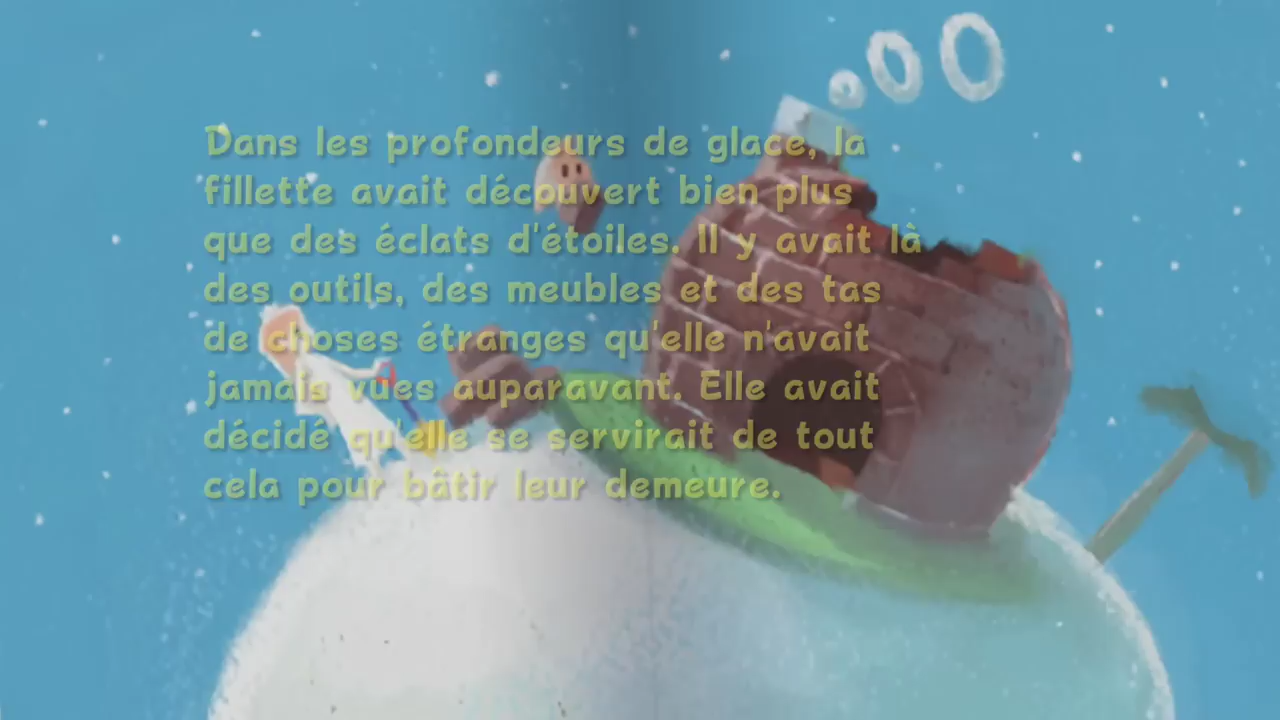 Dans les profondeurs de glace, la
fillette avait découvert bien plus
que des éclats d'étoiles. Il y avait là
des outils, des meubles et des tas
de choses étranges qu'elle n'avait
jamais vues auparavant. Elle avait
décidé qu'elle se servirait de tout
cela pour bâtir leur demeure.